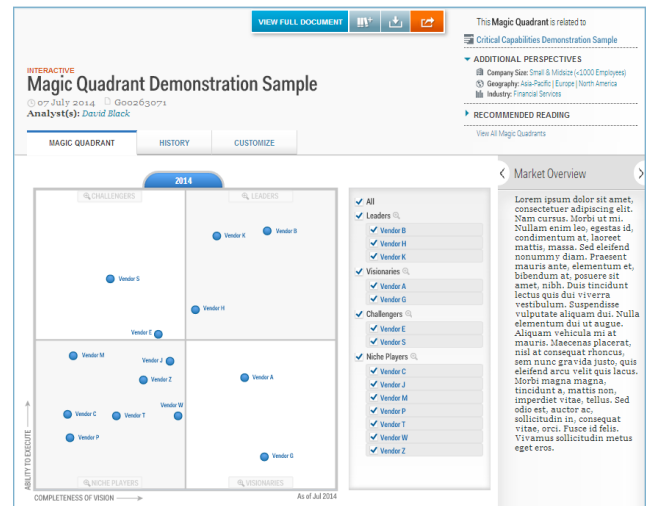 VIEW FULL DOCUMENT
This Magic Quadrant is related to
Critical Capabilities Demonstration Sample
ADDITIONAL PERSPECTIVES
Company Size: Small & Midsize (<1000 Employees)
Geography: Asia-Pacific | Europe | North America
Industry: Financial Services
RECOMMENDED READING
View All Magic Quadrants
INTERACTIVE
Magic Quadrant Demonstration Sample
07 July 2014 G00263071
Analyst(s): David Black
MAGIC QUADRANT HISTORY CUSTOMIZE
2014
CHALLENGERS LEADERS
Vendor K Vendor B
Vendor S
Vendor H
Vendor E
Vendor M
Vendor J
Vendor Z
Vendor A
Vendor W
Vendor C Vendor T
Vendor P
Vendor G
NICHE PLAYERS VISIONARIES
ABILITY TO EXECUTE
COMPLETENESS OF VISION
As of Jul 2014
All
Leaders
Vendor B
Vendor H
Vendor K
Visionaries
Vendor A
Vendor G
Challengers
Vendor E
Vendor S
Niche Players
Vendor C
Vendor J
Vendor M
Vendor P
Vendor T
Vendor W
Vendor Z
Market Overview
Lorem ipsum dolor sit amet,
consectetuer adipiscing elit.
Nam cursus. Morbi ut mi.
Nullam enim leo, egestas id,
condimentum at, laoreet
mattis, massa. Sed eleifend
nonummy diam. Praesent
mauris ante, elementum et,
bibendum at, posuere sit
amet, nibh. Duis tincidunt
lectus quis dui viverra
vestibulum. Suspendisse
vulputate aliquam dui. Nulla
elementum dui ut augue.
Aliquam vehicula mi at
mauris. Maecenas placerat,
nisl at consequat rhoncus,
sem nunc gravida justo, quis
eleifend arcu velit quis lacus.
Morbi magna magna,
tincidunt a, mattis non,
imperdiet vitae, tellus. Sed
odio est, auctor ac,
sollicitudin in, consequat
vitae, orci. Fusce id felis.
Vivamus sollicitudin metus
eget eros.